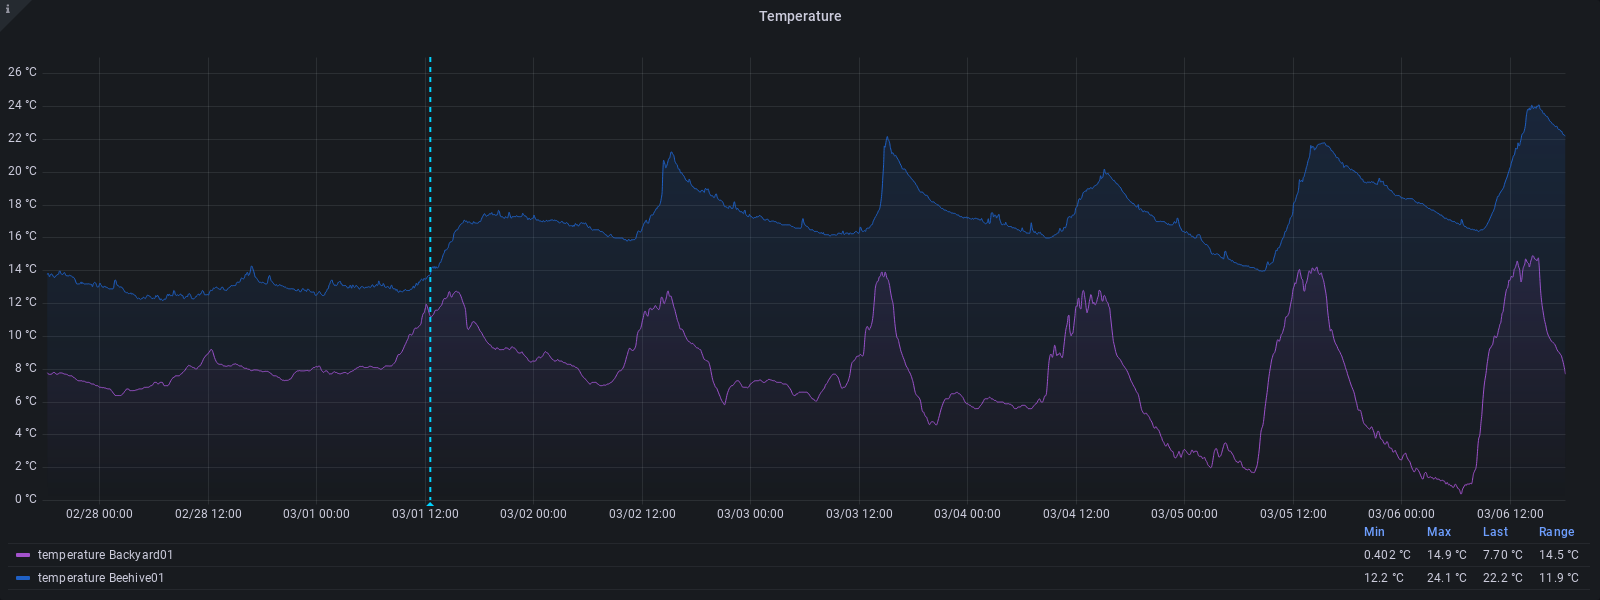 i
Temperature
26 °C
24 °C
22 °C
20 °C
18 °C
16 °C
14 °C
12 °C
10 °C
8 °C
6 °C
4 °C
2 °C
0 °C
02/28 00:00 02/28 12:00 03/01 00:00 03/01 12:00 03/02 00:00 03/02 12:00 03/03 00:00 03/03 12:00 03/04 00:00 03/04 12:00 03/05 00:00 03/05 12:00 03/06 00:00 03/06 12:00
Min Max Last Range
temperature Backyard01 0.402 °C 14.9 °C 7.70 °C 14.5 °C
temperature Beehive01 12.2 °C 24.1 °C 22.2 °C 11.9 °C